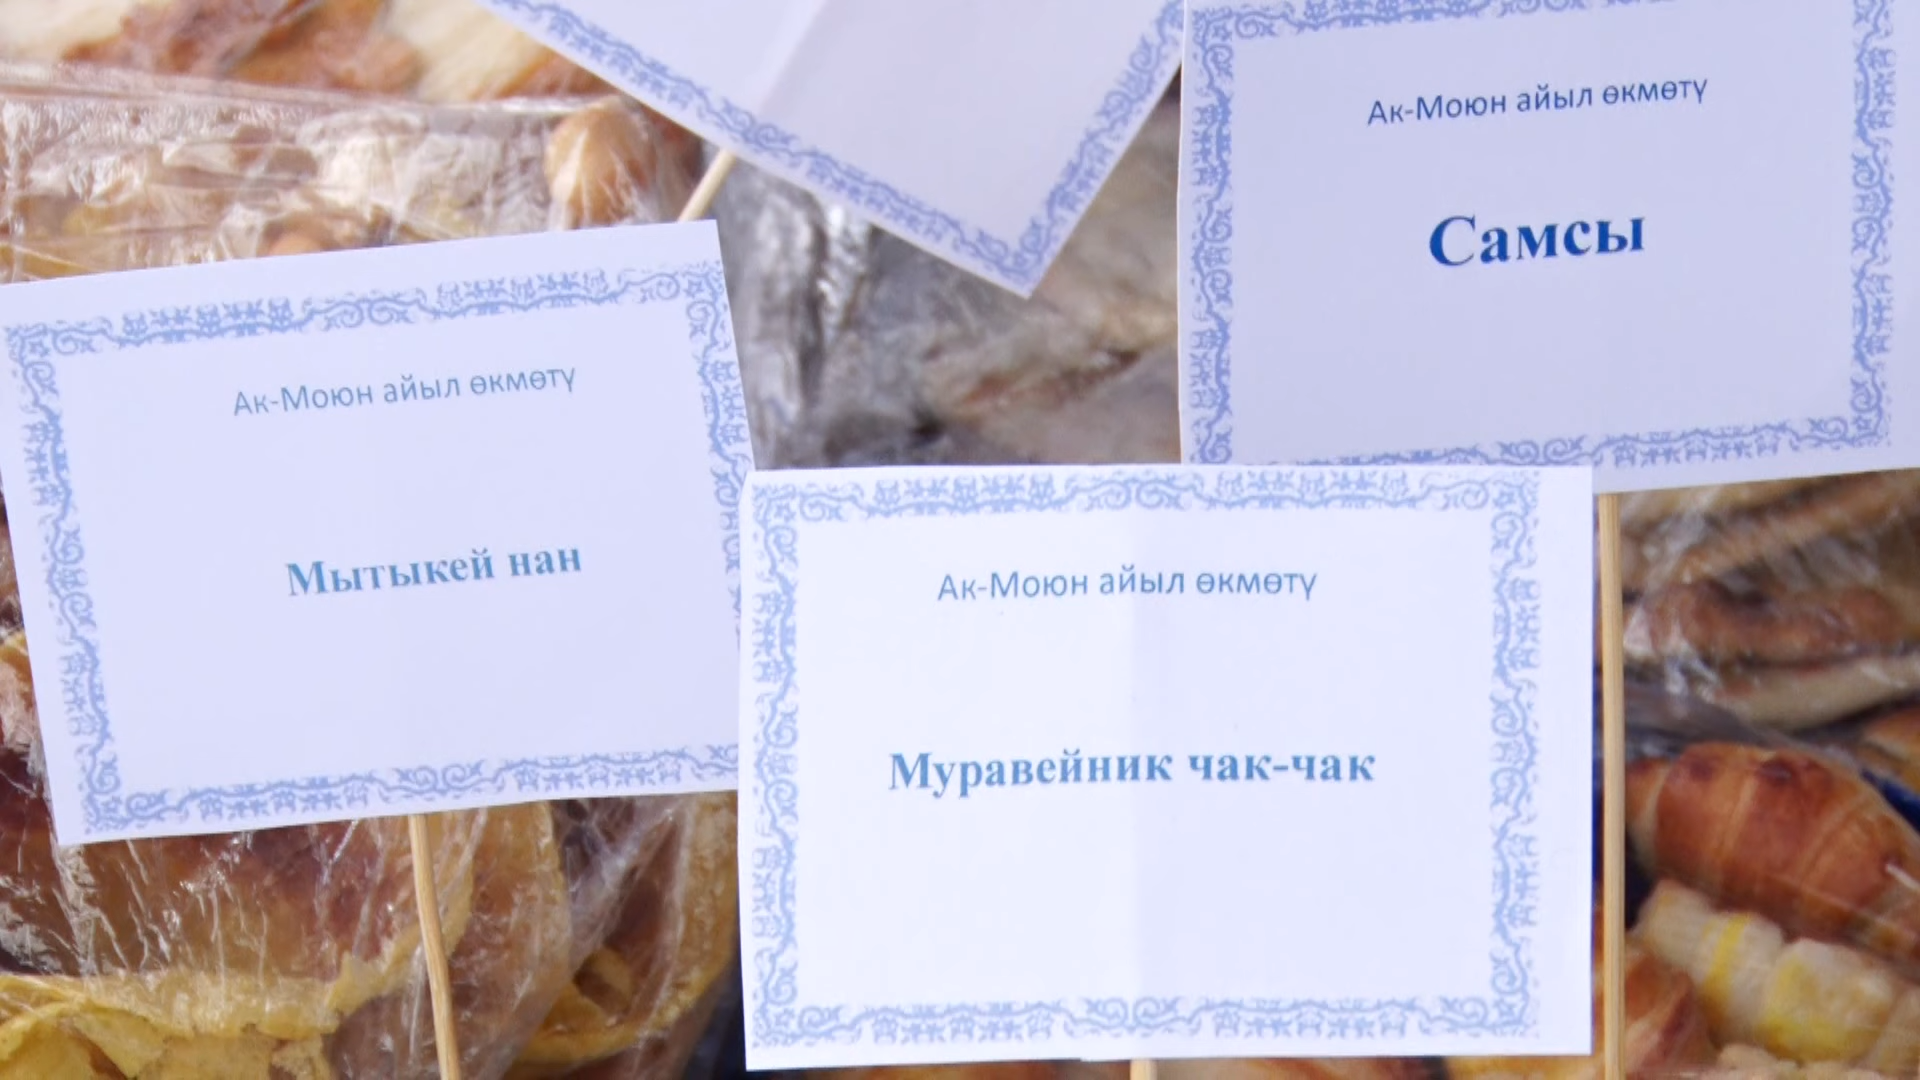 Ак-Моюн айыл өкмөтү
Самсы
Ак-Моюн айыл өкмөтү
Мытыкей нан
Ак-Моюн айыл өкмөтү
Муравейник чак-чак